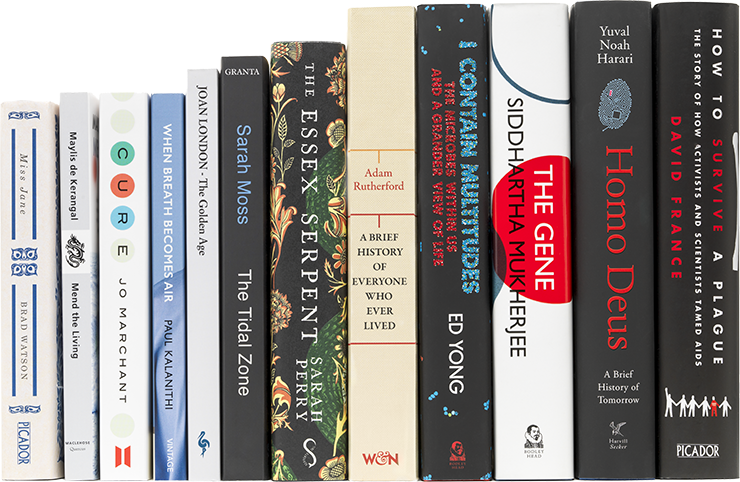 Miss Jane
BRAD WATSON
PICADOR
Maylis de Kerangal
Mend the Living
MACLEHOSE
Quercus
CURE
JO MARCHANT
WHEN BREATH BECOMES AIR
PAUL KALANITHI
VINTAGE
JOAN LONDON · The Golden Age
GRANTA
Sarah Moss
The Tidal Zone
THE ESSEX SERPENT
SARAH
PERRY
Adam
Rutherford
A BRIEF
HISTORY
OF
EVERYONE
WHO
EVER
LIVED
W&N
I CONTAIN MULTITUDES
THE MICROBES WITHIN US
AND A GRANDER VIEW OF LIFE
ED YONG
BODLEY
HEAD
THE GENE
SIDDHARTHA MUKHERJEE
BODLEY
HEAD
Yuval
Noah
Harari
Homo Deus
A Brief
History of
Tomorrow
Harvill
Secker
HOW TO SURVIVE A PLAGUE
THE STORY OF HOW ACTIVISTS AND SCIENTISTS TAMED AIDS
DAVID FRANCE
PICADOR